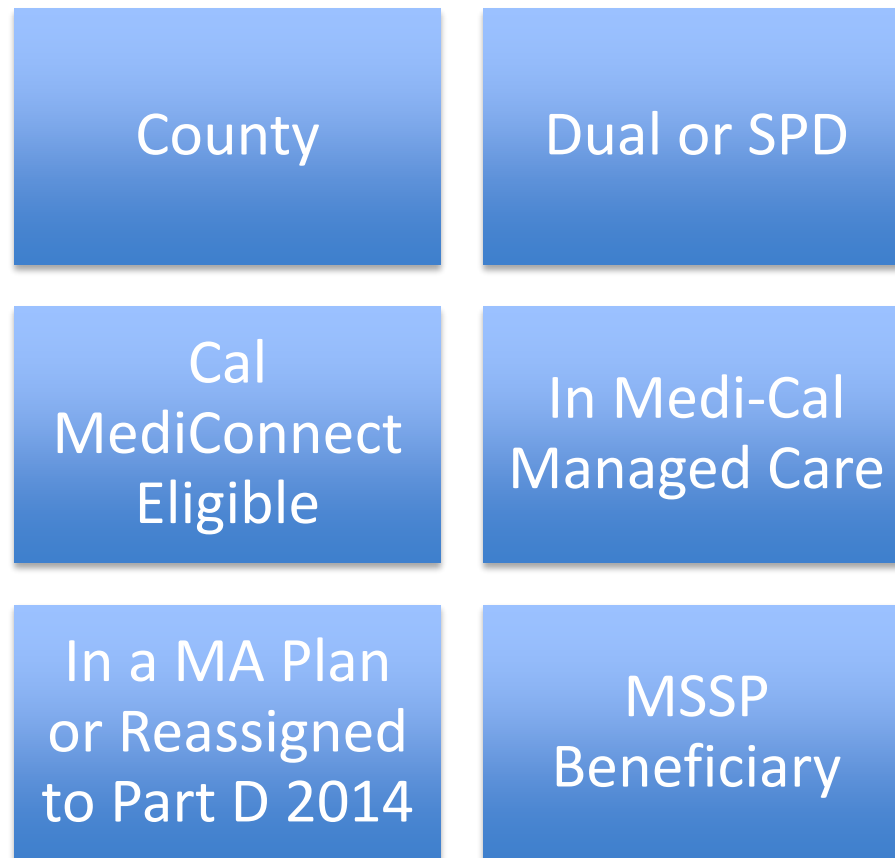 County
Dual or SPD
Cal
MediConnect
Eligible
In Medi-Cal
Managed Care
In a MA Plan
or Reassigned
to Part D 2014
MSSP
Beneficiary